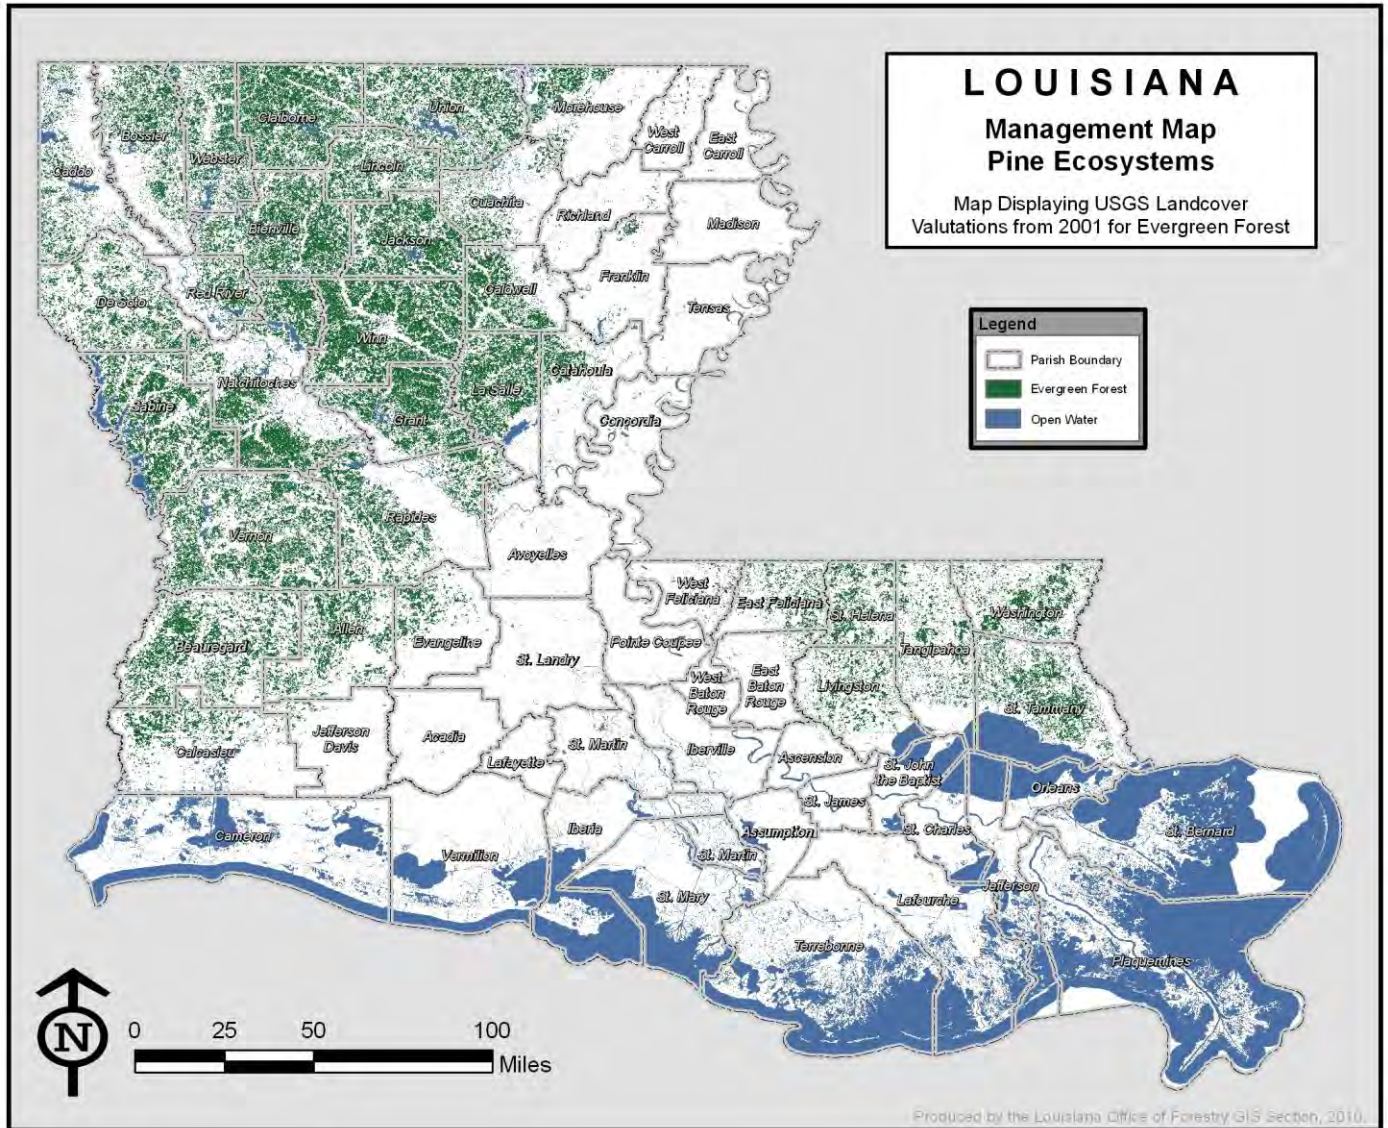 LOUISIANA
Management Map
Pine Ecosystems
Map Displaying USGS Landcover
Valutations from 2001 for Evergreen Forest
Legend
Parish Boundary
Evergreen Forest
Open Water
Caddo
Bossier
Webster
Claiborne
Union
Morehouse
West
Carroll
East
Carroll
Lincoln
Ouachita
Richland
Madison
Bienville
Jackson
Franklin
Tensas
De Soto
Red River
Caldwell
Winn
Natchitoches
Sabine
Grant
La Salle
Catahoula
Concordia
Vernon
Rapides
Avoyelles
West
Feliciana
East Feliciana
St. Helena
Washington
Beauregard
Allen
Evangeline
St. Landry
Pointe Coupee
Tangipahoa
West
Baton
Rouge
East
Baton
Rouge
Livingston
St. Tammany
Calcasieu
Jefferson
Davis
Acadia
Lafayette
St. Martin
Iberville
Ascension
St. John
the Baptist
Orleans
St. James
Cameron
Vermilion
Iberia
Assumption
St. Charles
St. Bernard
St. Martin
St. Mary
Lafourche
Jefferson
Terrebonne
Plaquemines
N
0 25 50 100
Miles
Produced by the Louisiana Office of Forestry GIS Section, 2010.